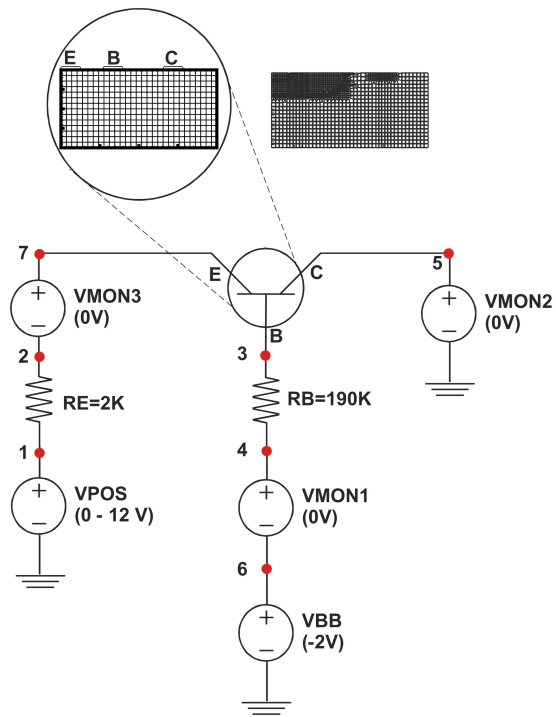 E B C
7
E
C
5
VMON3
(0V)
VMON2
(0V)
B
2
3
RE=2K
RB=190K
1
4
VPOS
(0 - 12 V)
VMON1
(0V)
6
VBB
(-2V)